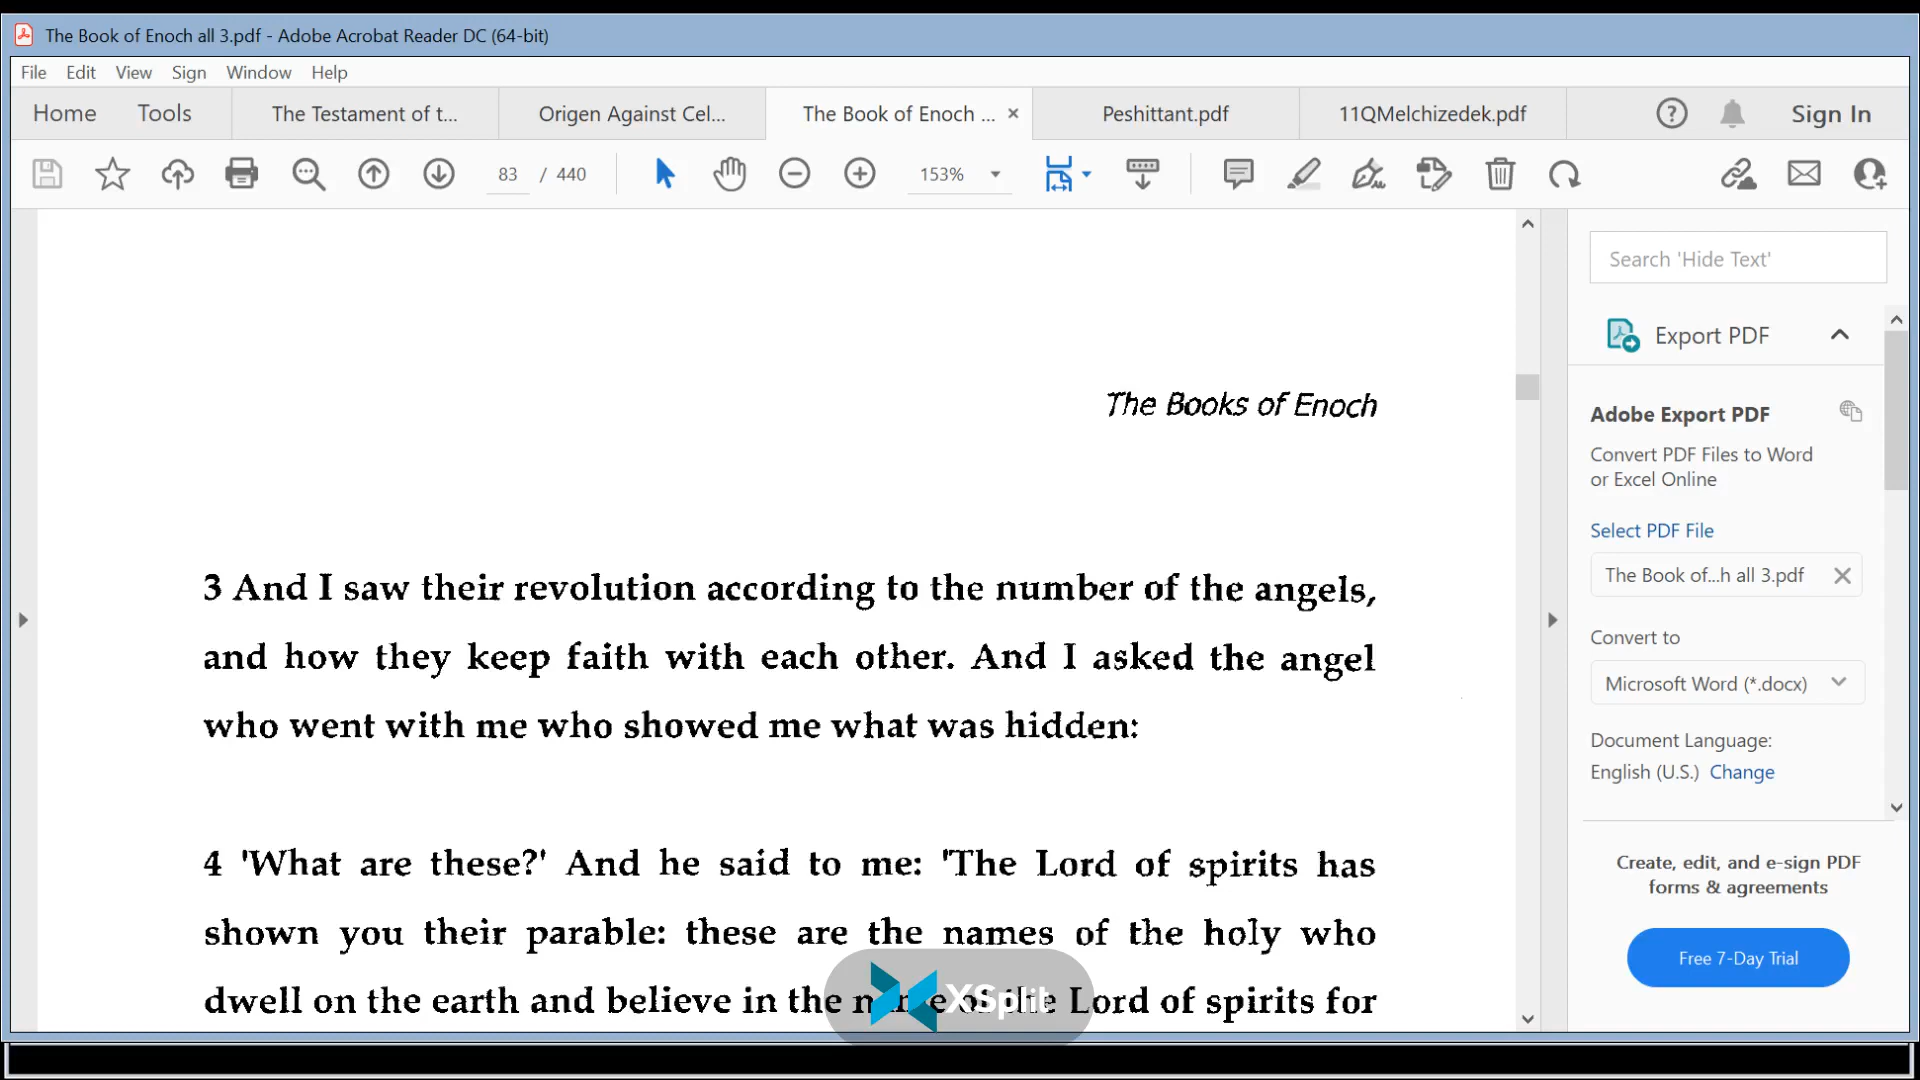 The Book of Enoch all 3.pdf - Adobe Acrobat Reader DC (64-bit)
File Edit View Sign Window Help
Home Tools The Testament of t... Origen Against Cel... The Book of Enoch ... Peshittant.pdf 11QMelchizedek.pdf Sign In
83 / 440 153%
Search 'Hide Text'
Export PDF
Adobe Export PDF
Convert PDF Files to Word
or Excel Online
Select PDF File
The Book of...h all 3.pdf
Convert to
Microsoft Word (*.docx)
Document Language:
English (U.S.) Change
Create, edit, and e-sign PDF
forms & agreements
Free 7-Day Trial
The Books of Enoch
3 And I saw their revolution according to the number of the angels,
and how they keep faith with each other. And I asked the angel
who went with me who showed me what was hidden:
4 'What are these?' And he said to me: 'The Lord of spirits has
shown you their parable: these are the names of the holy who
dwell on the earth and believe in the name of the Lord of spirits for
XSplit